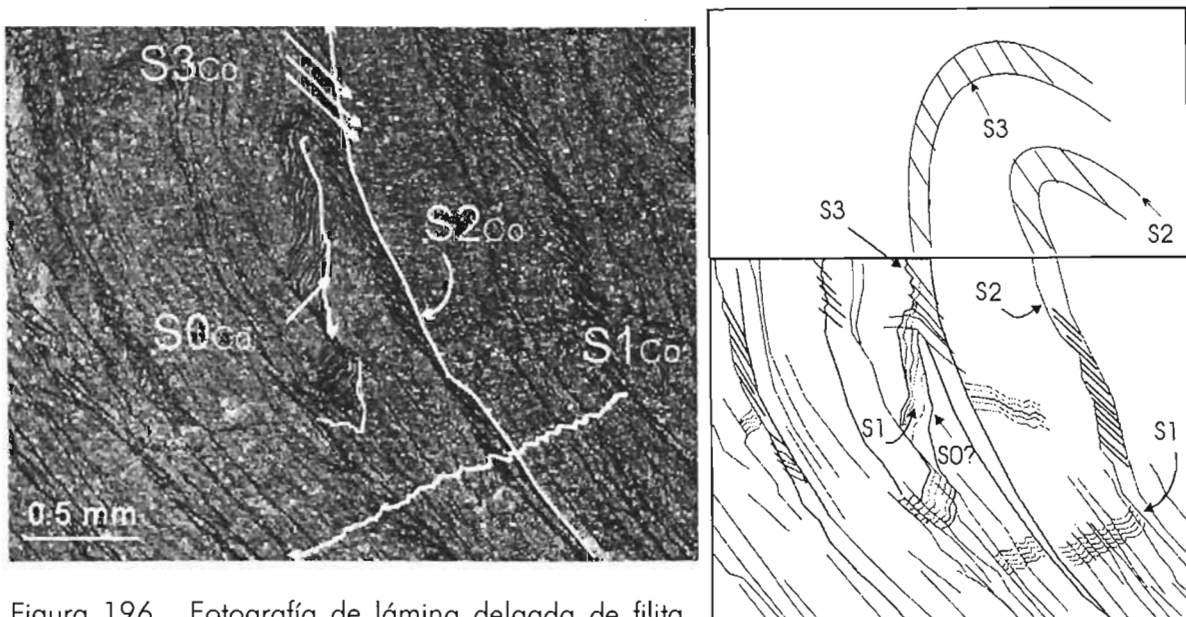 S3Co
S2Co
S0Co
S1Co
0.5 mm
S3
S2
S3
S2
S1
S0?
S1
Figura 196. Fotografía de lámina delgada de filita